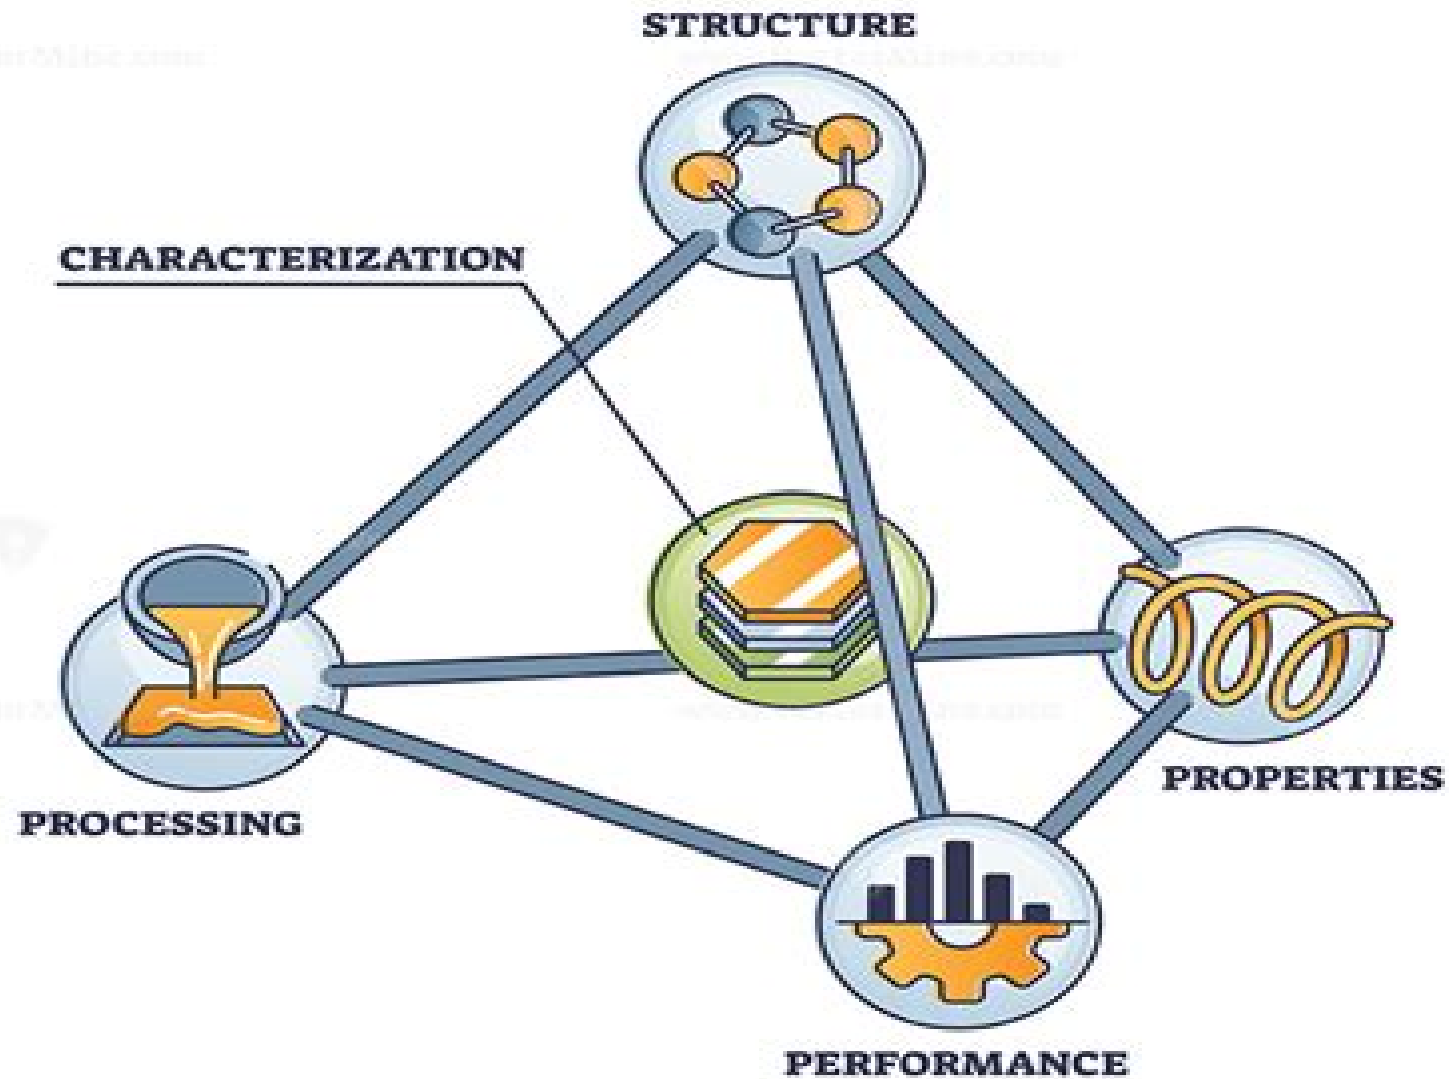 STRUCTURE
CHARACTERIZATION
PROCESSING
PROPERTIES
PERFORMANCE